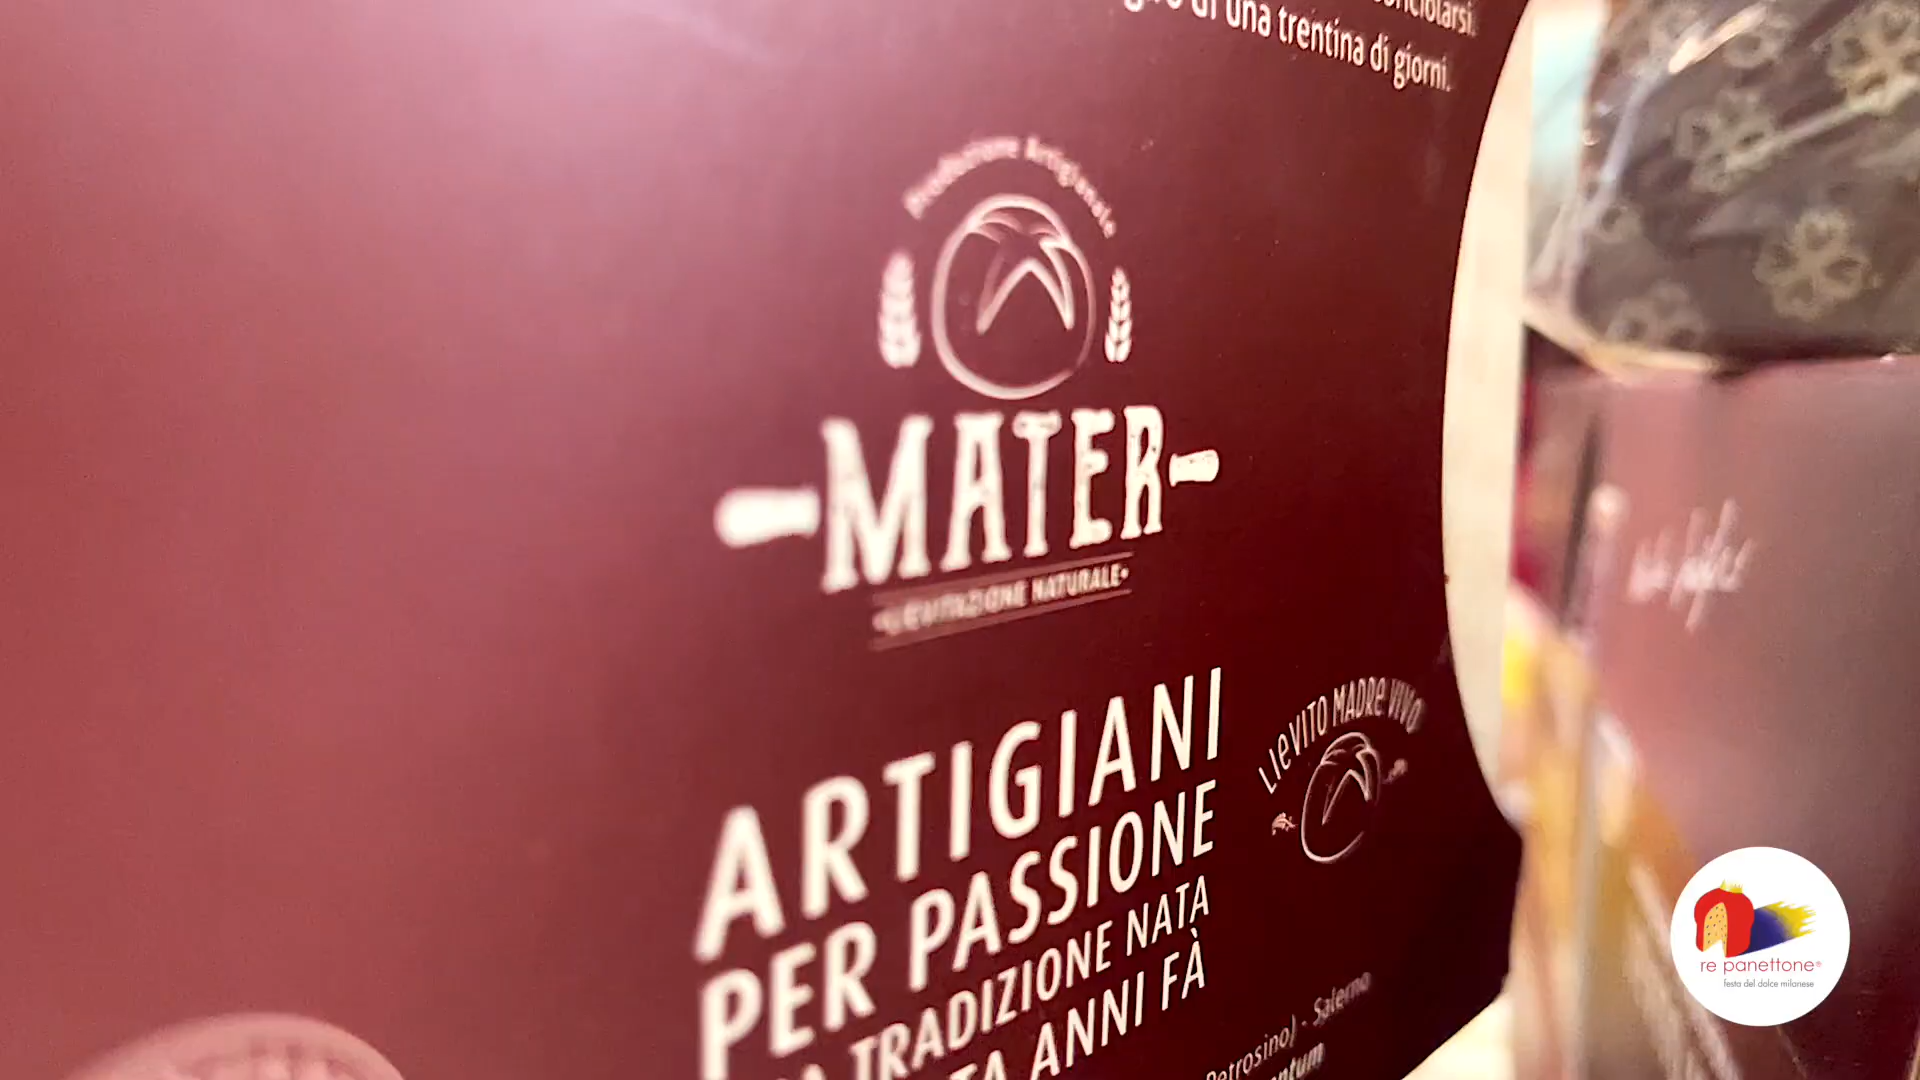 di una trentina di giorni.
Produzione Artigianale
MATER
LIEVITAZIONE NATURALE
ARTIGIANI
PER PASSIONE
TRADIZIONE NATA
ANNI FÀ
LIEVITO MADRE VIVO
Petrosino) - Salerno
re panettone®
festa del dolce milanese